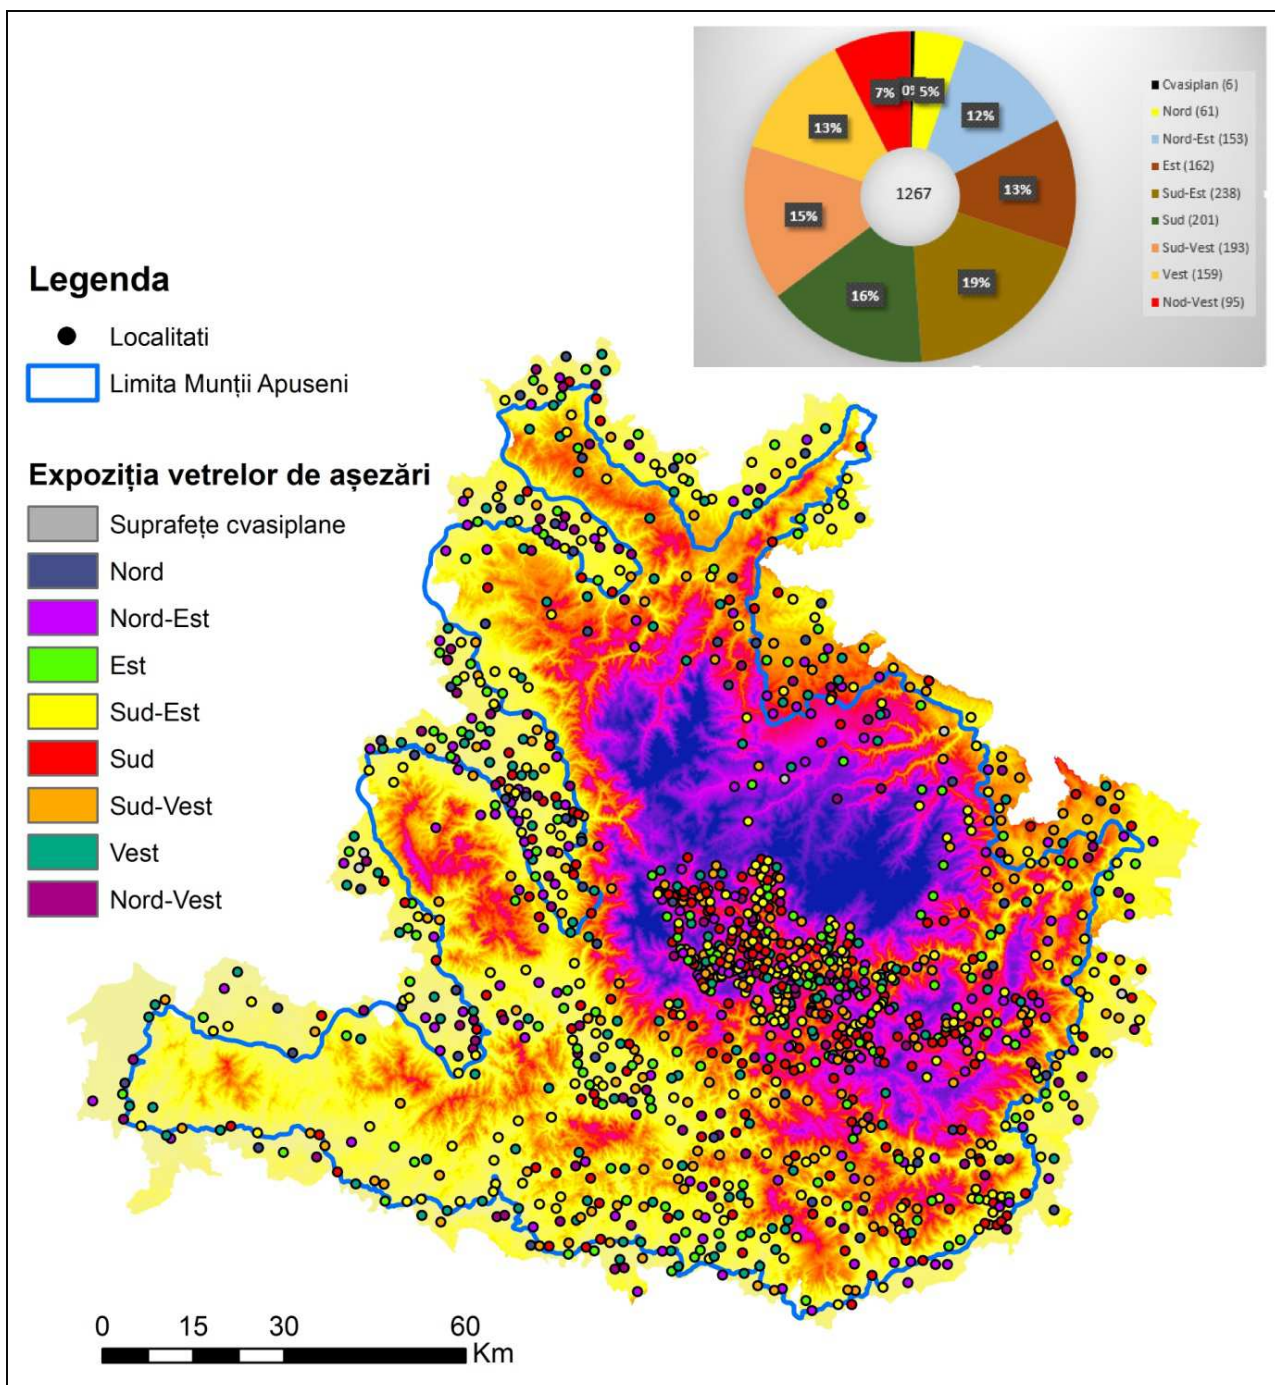 7%
0%
5%
12%
13%
13%
15%
1267
19%
16%
Cvasiplan (6)
Nord (61)
Nord-Est (153)
Est (162)
Sud-Est (238)
Sud (201)
Sud-Vest (193)
Vest (159)
Nod-Vest (95)
Legenda
Localitati
Limita Munții Apuseni
Expoziția vetrelor de așezări
Suprafețe cvasiplane
Nord
Nord-Est
Est
Sud-Est
Sud
Sud-Vest
Vest
Nord-Vest
0 15 30 60
Km